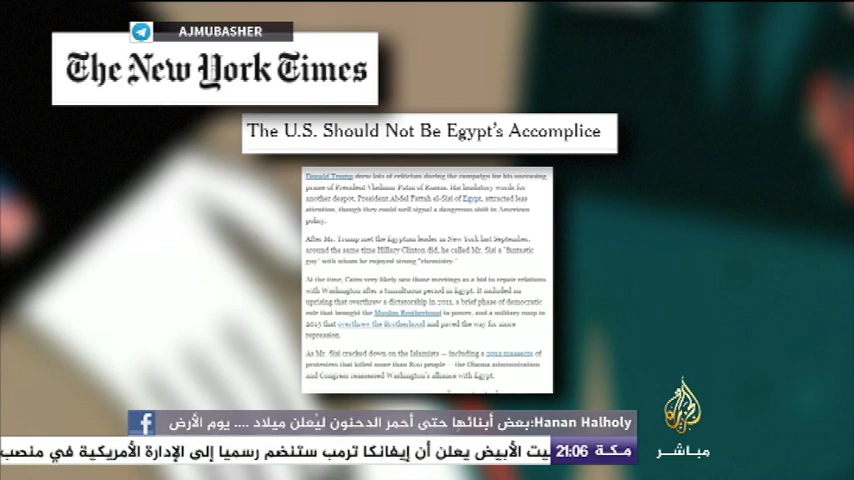 AJMUBASHER
The New York Times
The U.S. Should Not Be Egypt's Accomplice
Donald Trump drew lots of criticism during the campaign for his unceasing
praise of President Vladimir Putin of Russia. His laudatory words for
another despot, President Abdel Fattah el-Sisi of Egypt, attracted less
attention, though they could well signal a dangerous shift in American
policy.
After Mr. Trump met the Egyptian leader in New York last September,
around the same time Hillary Clinton did, he called Mr. Sisi a "fantastic
guy" with whom he enjoyed strong "chemistry."
At the time, Cairo very likely saw those meetings as a bid to repair relations
with Washington after a tumultuous period in Egypt. It included an
uprising that overthrew a dictatorship in 2011, a brief phase of democratic
rule that brought the Muslim Brotherhood to power, and a military coup in
2013 that overthrew the Brotherhood and paved the way for more
repression.
As Mr. Sisi cracked down on the Islamists — including a massacre of
protesters that killed more than 800 people — the Obama administration
and Congress reassessed Washington's alliance with Egypt.
Hanan Halholy:بعض أبنائها حتى أحمر الدحنون ليُعلن ميلاد .... يوم الأرض
مكة 21:06 يت الأبيض يعلن أن إيفانكا ترمب ستنضم رسميا إلى الإدارة الأمريكية في منصب
الجزيرة
مباشر